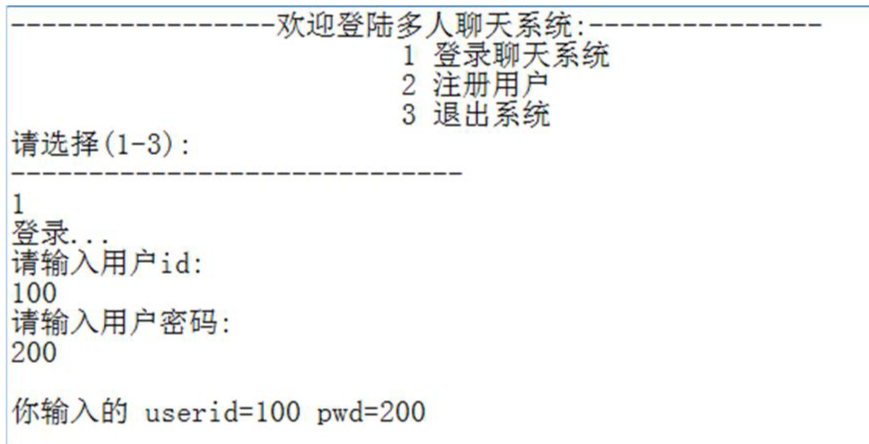 -----------------欢迎登陆多人聊天系统:---------------
1 登录聊天系统
2 注册用户
3 退出系统
请选择(1-3):
-----------------------------
1
登录...
请输入用户id:
100
请输入用户密码:
200
你输入的 userid=100 pwd=200